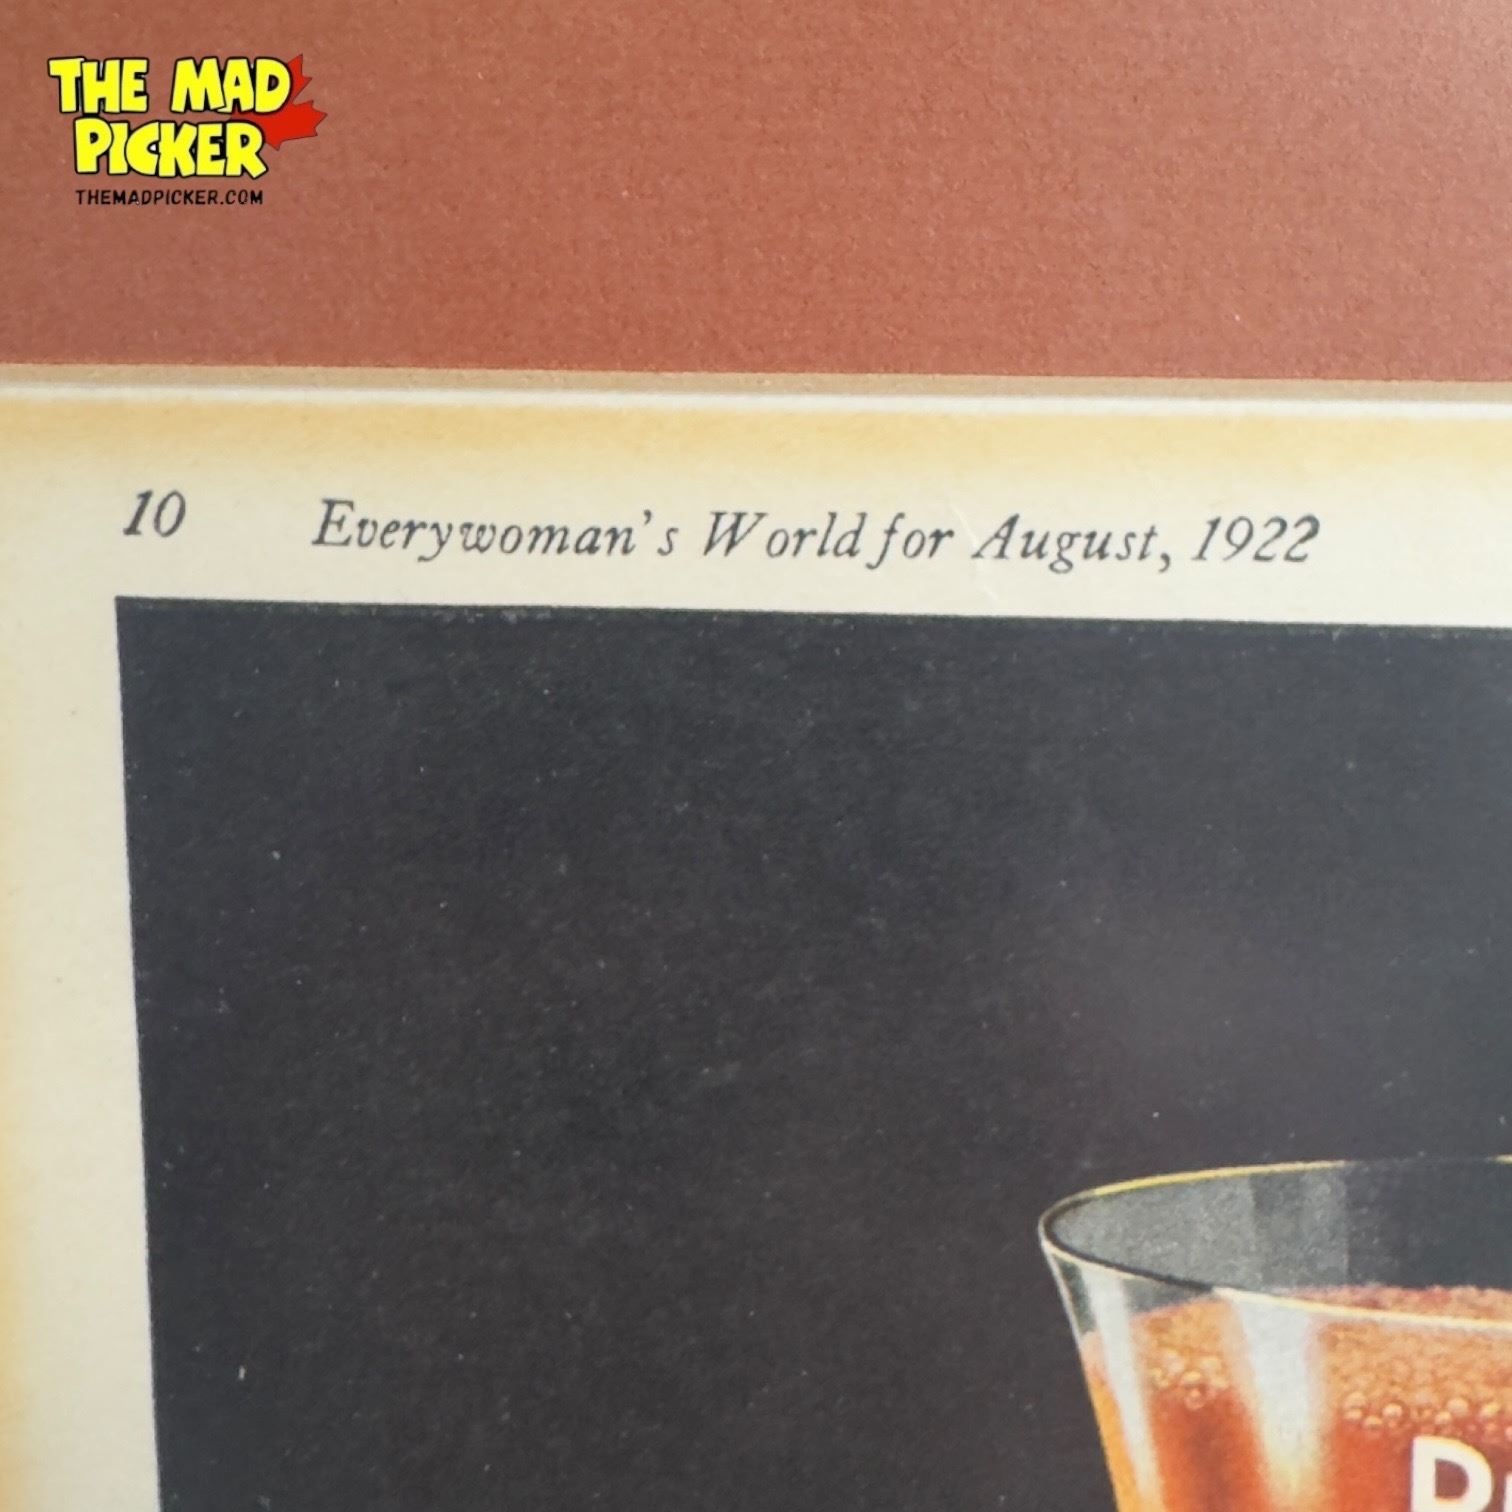 THE MAD
PICKER
THEMADPICKER.COM
10 Everywoman's World for August, 1922